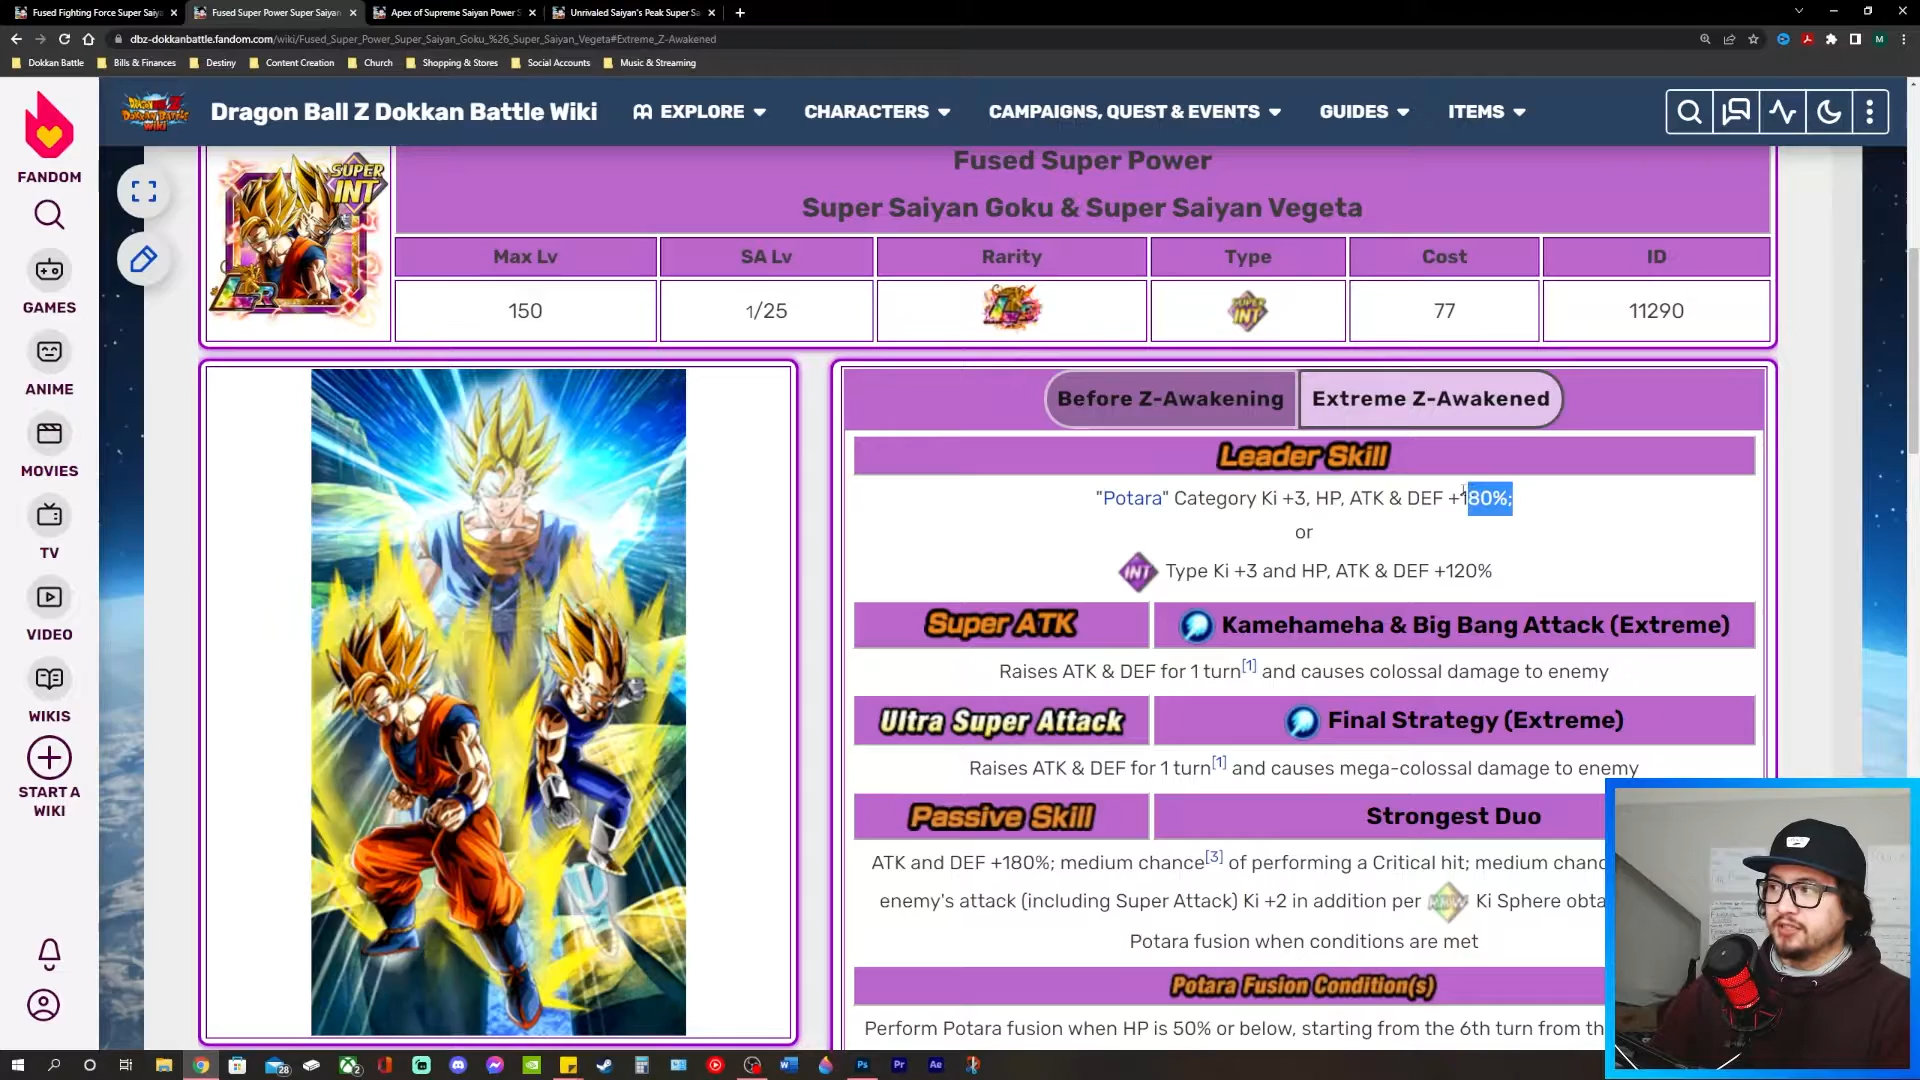 Fused Fighting Force Super Saiy
Fused Super Power Super Saiyan
Apex of Supreme Saiyan Power S
Unrivaled Saiyan's Peak Super Sa
dbz-dokkanbattle.fandom.com/wiki/Fused_Super_Power_Super_Saiyan_Goku_%26_Super_Saiyan_Vegeta#Extreme_Z-Awakened
M
Dokkan Battle
Bills & Finances
Destiny
Content Creation
Church
Shopping & Stores
Social Accounts
Music & Streaming
Dragon Ball Z Dokkan Battle Wiki
EXPLORE
CHARACTERS
CAMPAIGNS, QUEST & EVENTS
GUIDES
ITEMS
FANDOM
GAMES
ANIME
MOVIES
TV
VIDEO
WIKIS
START A
WIKI
SUPER
INT
LR
Fused Super Power
Super Saiyan Goku & Super Saiyan Vegeta
Max Lv
SA Lv
Rarity
Type
Cost
ID
150
1/25
LR
SUPER
INT
77
11290
Before Z-Awakening
Extreme Z-Awakened
Leader Skill
"Potara" Category Ki +3, HP, ATK & DEF +180%;
or
INT Type Ki +3 and HP, ATK & DEF +120%
Super ATK
Kamehameha & Big Bang Attack (Extreme)
Raises ATK & DEF for 1 turn[1] and causes colossal damage to enemy
Ultra Super Attack
Final Strategy (Extreme)
Raises ATK & DEF for 1 turn[1] and causes mega-colossal damage to enemy
Passive Skill
Strongest Duo
ATK and DEF +180%; medium chance[3] of performing a Critical hit; medium chanc
enemy's attack (including Super Attack) Ki +2 in addition per Ki Sphere obta
Potara fusion when conditions are met
Potara Fusion Condition(s)
Perform Potara fusion when HP is 50% or below, starting from the 6th turn from th
28
2
Ps
Pr
Ae